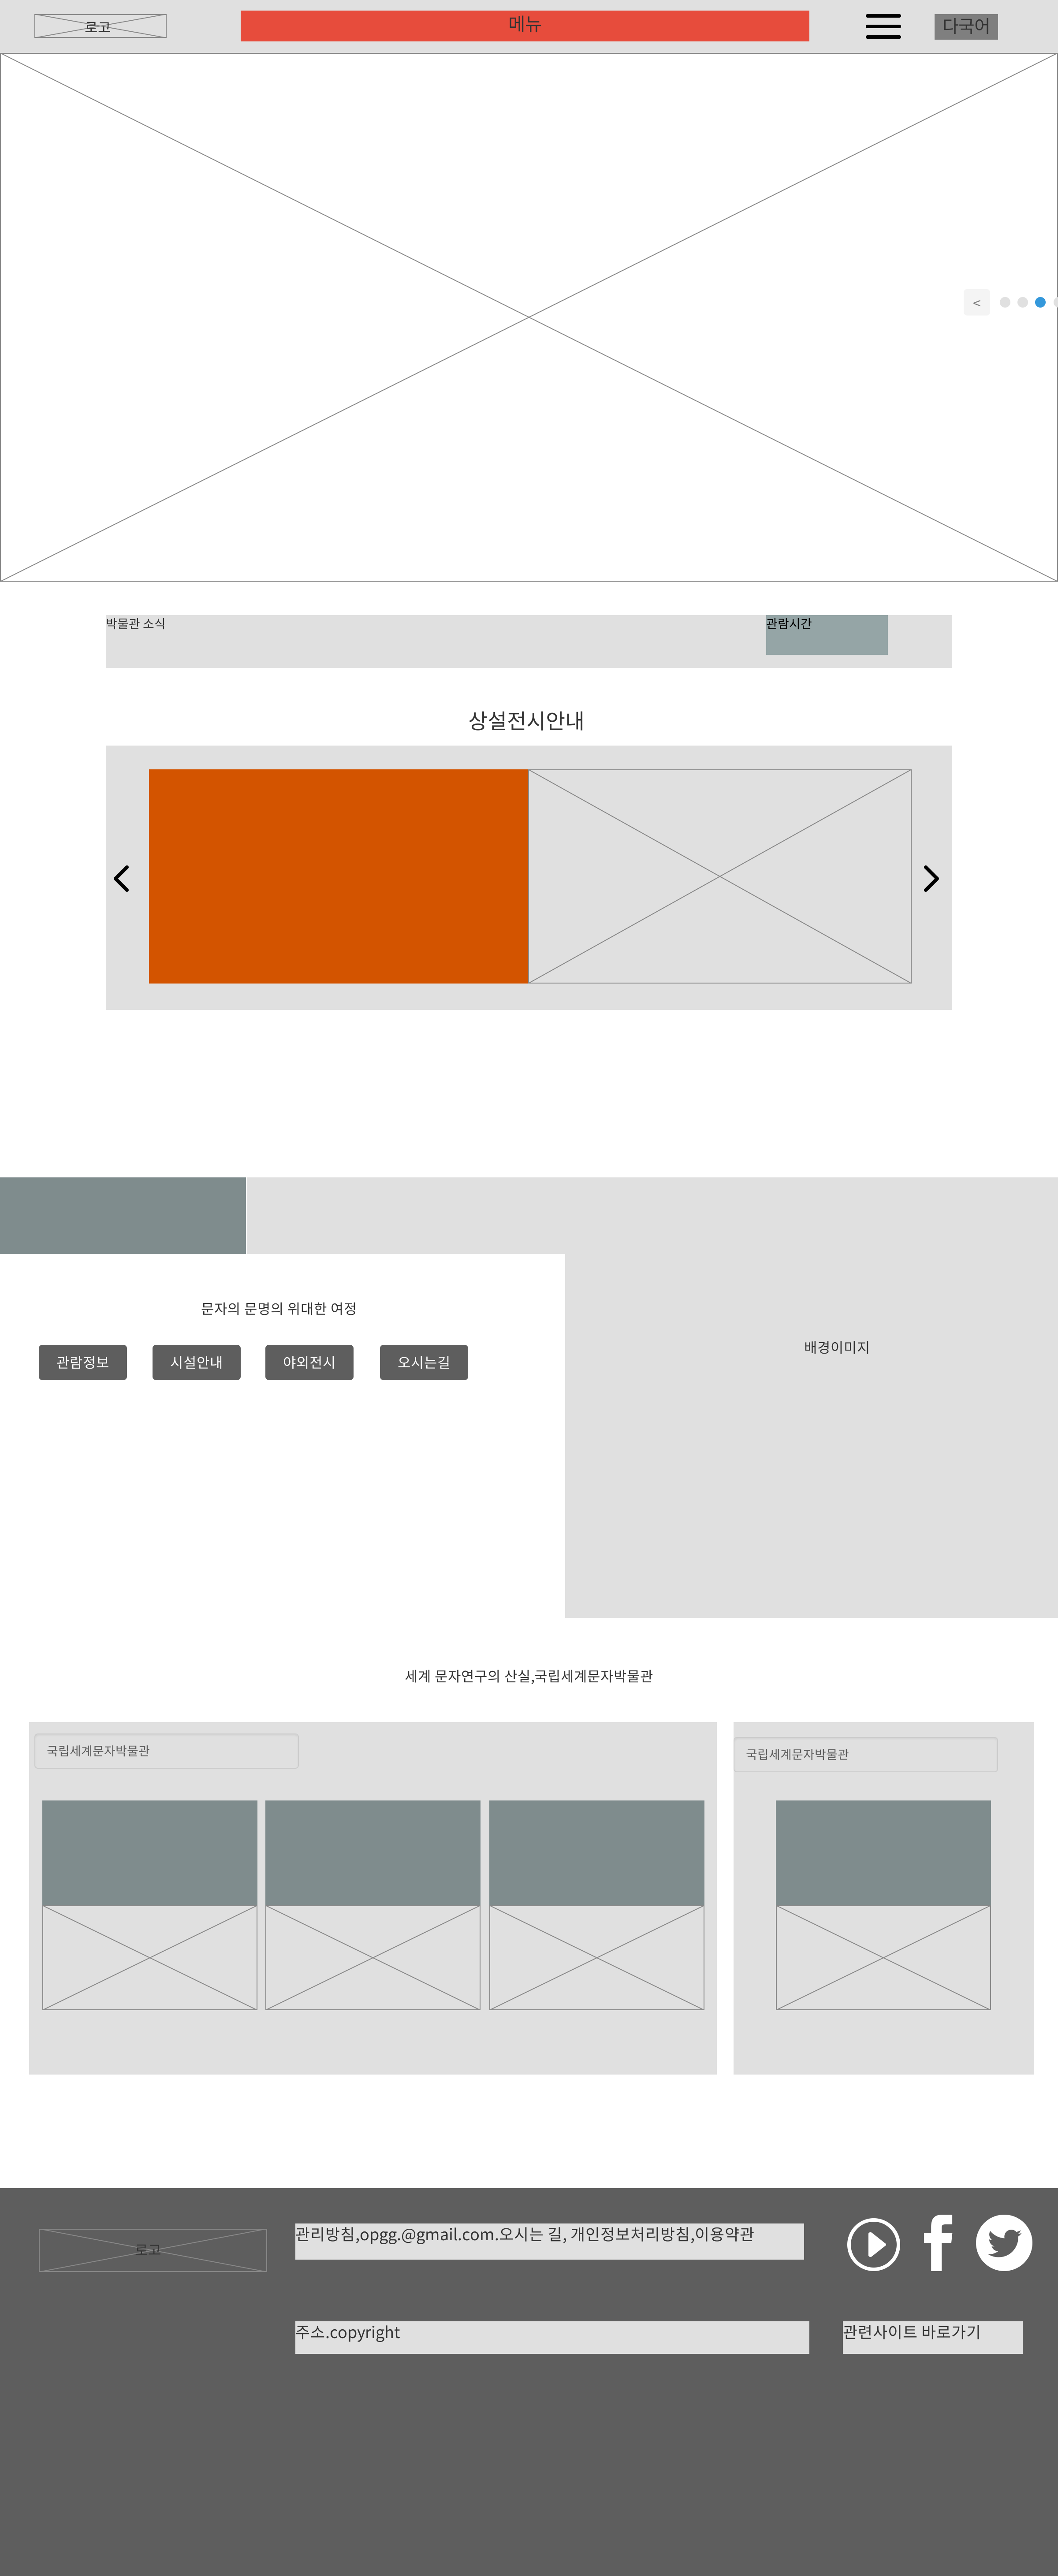 로고
메뉴
다국어
<
박물관 소식
관람시간
상설전시안내
문자의 문명의 위대한 여정
관람정보
시설안내
야외전시
오시는길
배경이미지
세계 문자연구의 산실,국립세계문자박물관
국립세계문자박물관
국립세계문자박물관
로고
관리방침,opgg.@gmail.com.오시는 길, 개인정보처리방침,이용약관
주소.copyright
관련사이트 바로가기